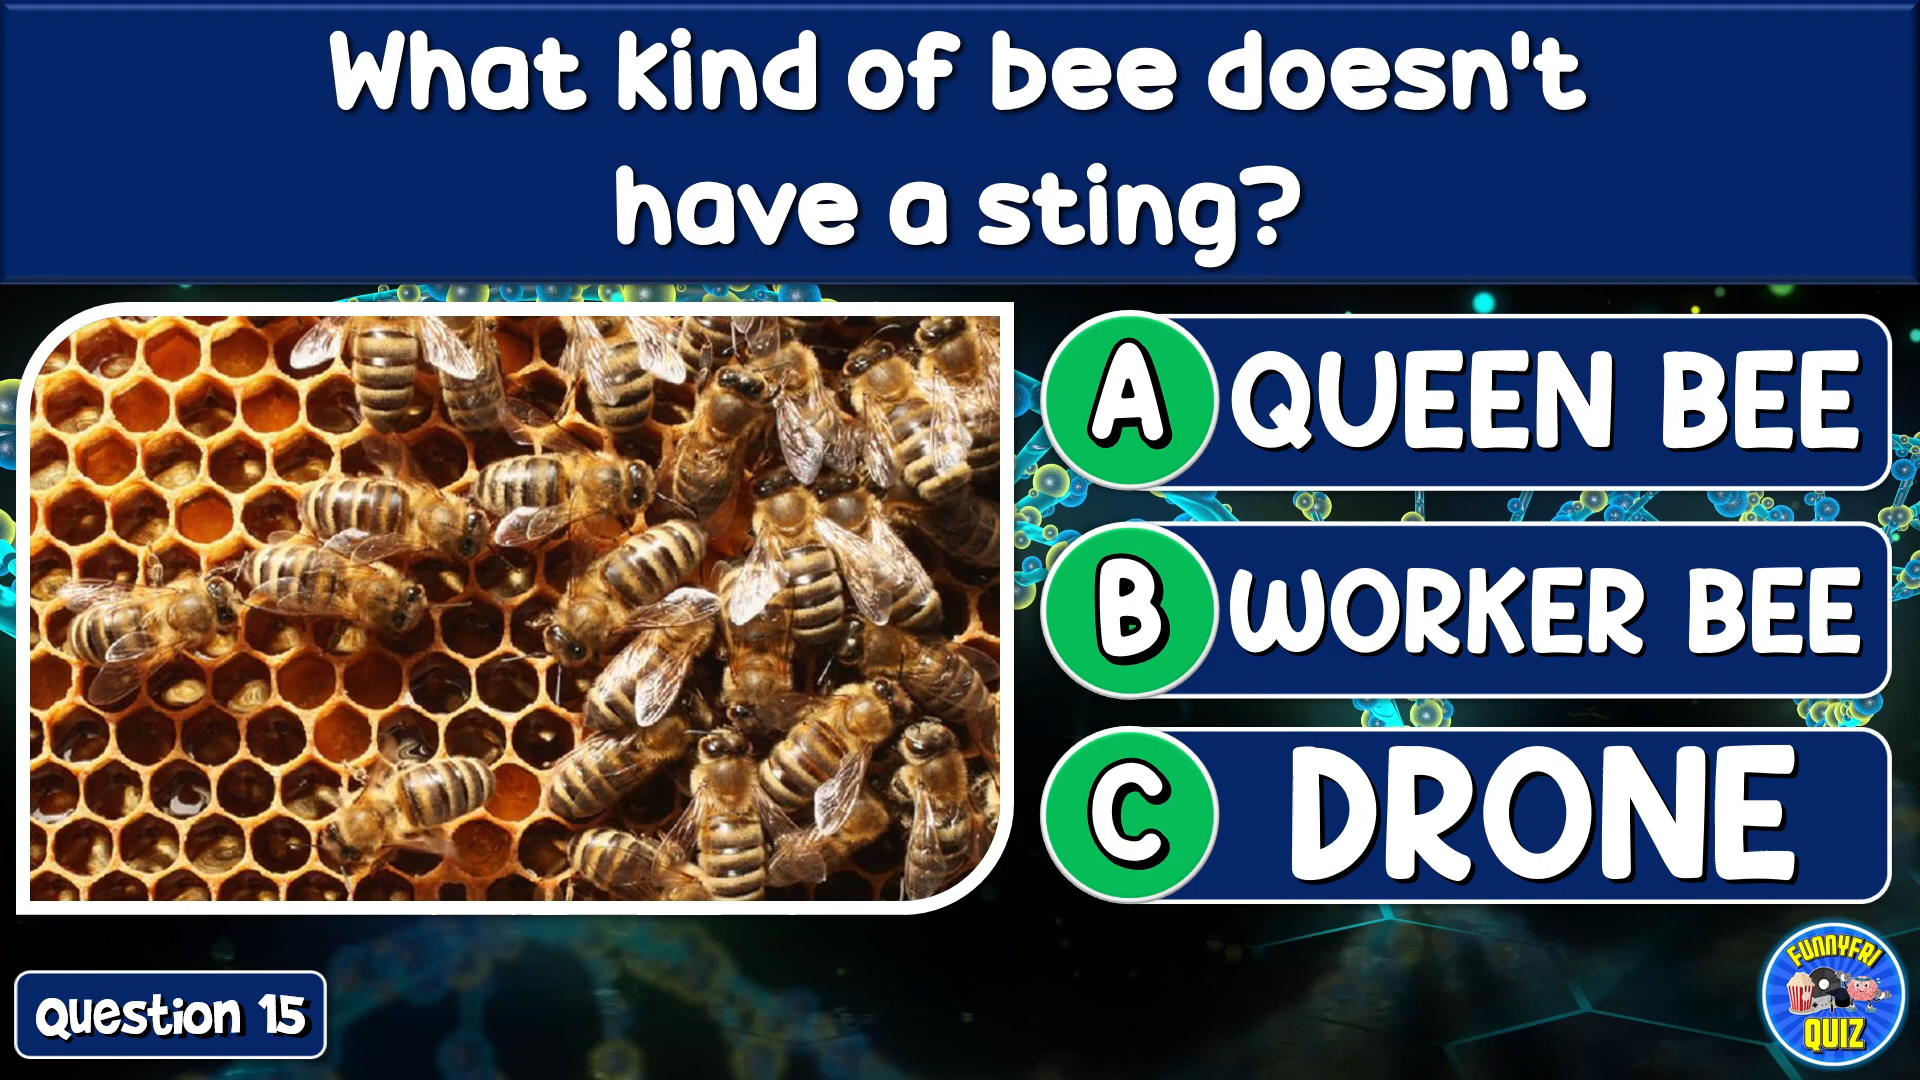 What kind of bee doesn't
have a sting?
A QUEEN BEE
B WORKER BEE
C DRONE
Question 15
FUNNYFRI
QUIZ